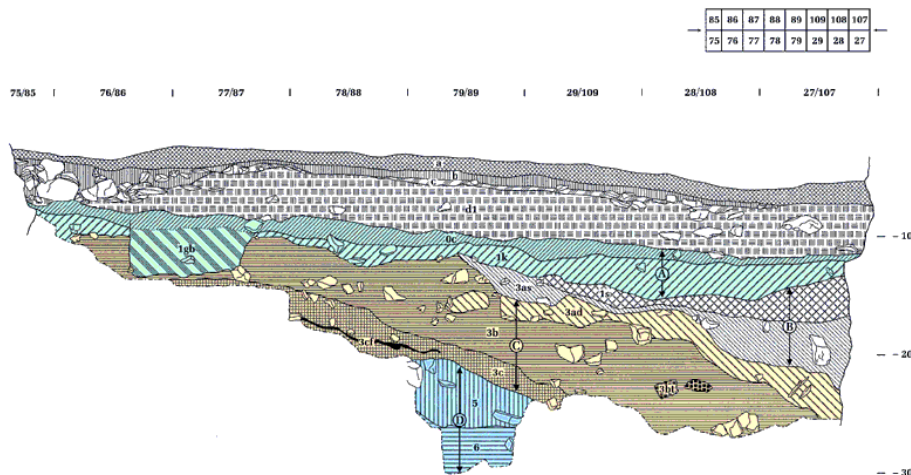 85 86 87 88 89 109 108 107
75 76 77 78 79 29 28 27
75/85 76/86 77/87 78/88 79/89 29/109 28/108 27/107
a
b
c
d1
10
0c
1gb
1k
A
3as
1s
3ad
B
3b
C
3cf
20
3c
3bt
5
D
6
30